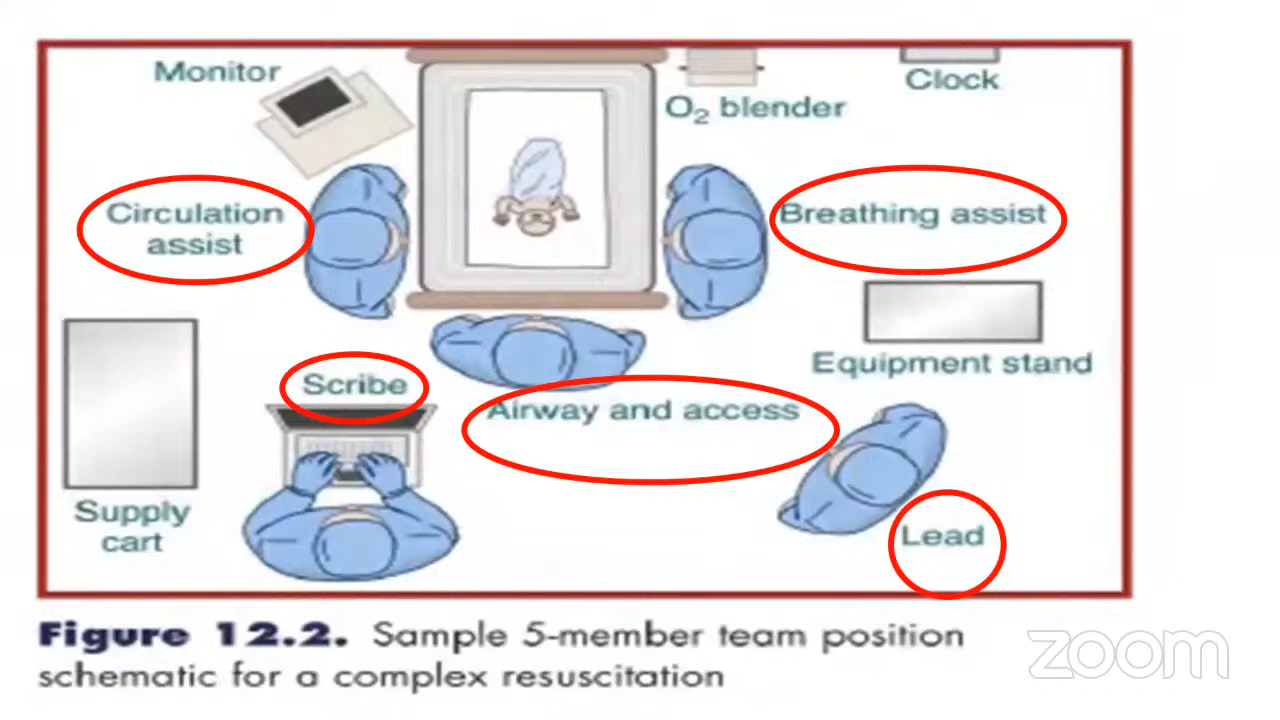 Monitor
O₂ blender
Clock
Circulation
assist
Breathing assist
Equipment stand
Scribe
Airway and access
Supply
cart
Lead
Figure 12.2. Sample 5-member team position
schematic for a complex resuscitation
zoom